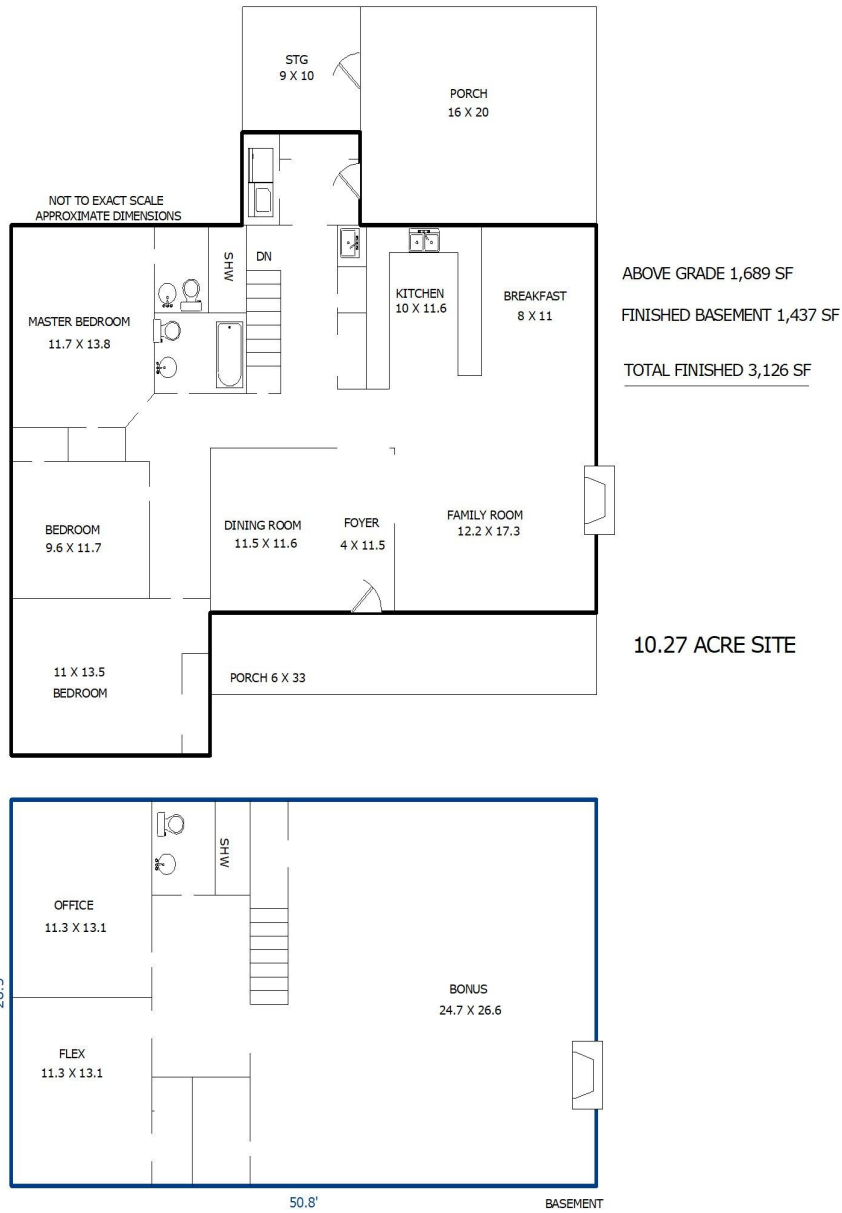 STG
9 X 10
PORCH
16 X 20
NOT TO EXACT SCALE
APPROXIMATE DIMENSIONS
SHW
DN
KITCHEN
10 X 11.6
BREAKFAST
8 X 11
MASTER BEDROOM
11.7 X 13.8
ABOVE GRADE 1,689 SF
FINISHED BASEMENT 1,437 SF
TOTAL FINISHED 3,126 SF
BEDROOM
9.6 X 11.7
DINING ROOM
11.5 X 11.6
FOYER
4 X 11.5
FAMILY ROOM
12.2 X 17.3
10.27 ACRE SITE
11 X 13.5
BEDROOM
PORCH 6 X 33
SHW
OFFICE
11.3 X 13.1
BONUS
24.7 X 26.6
FLEX
11.3 X 13.1
50.8'
BASEMENT